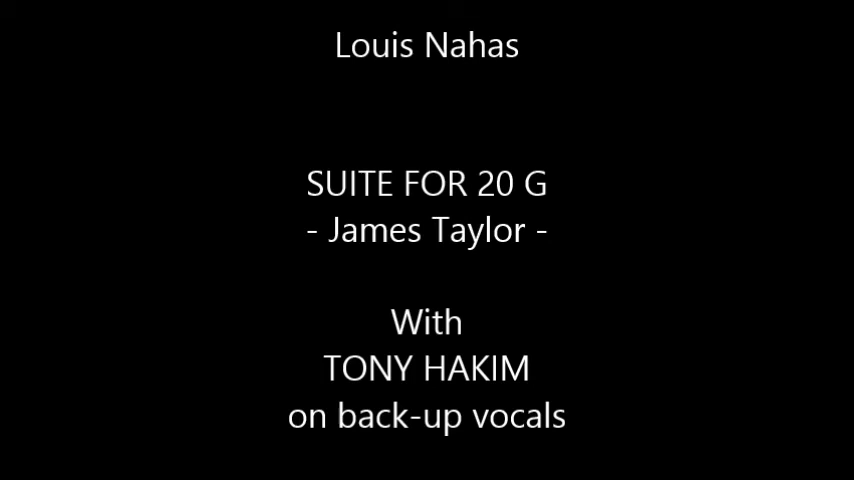 Louis Nahas
SUITE FOR 20 G
- James Taylor -
With
TONY HAKIM
on back-up vocals